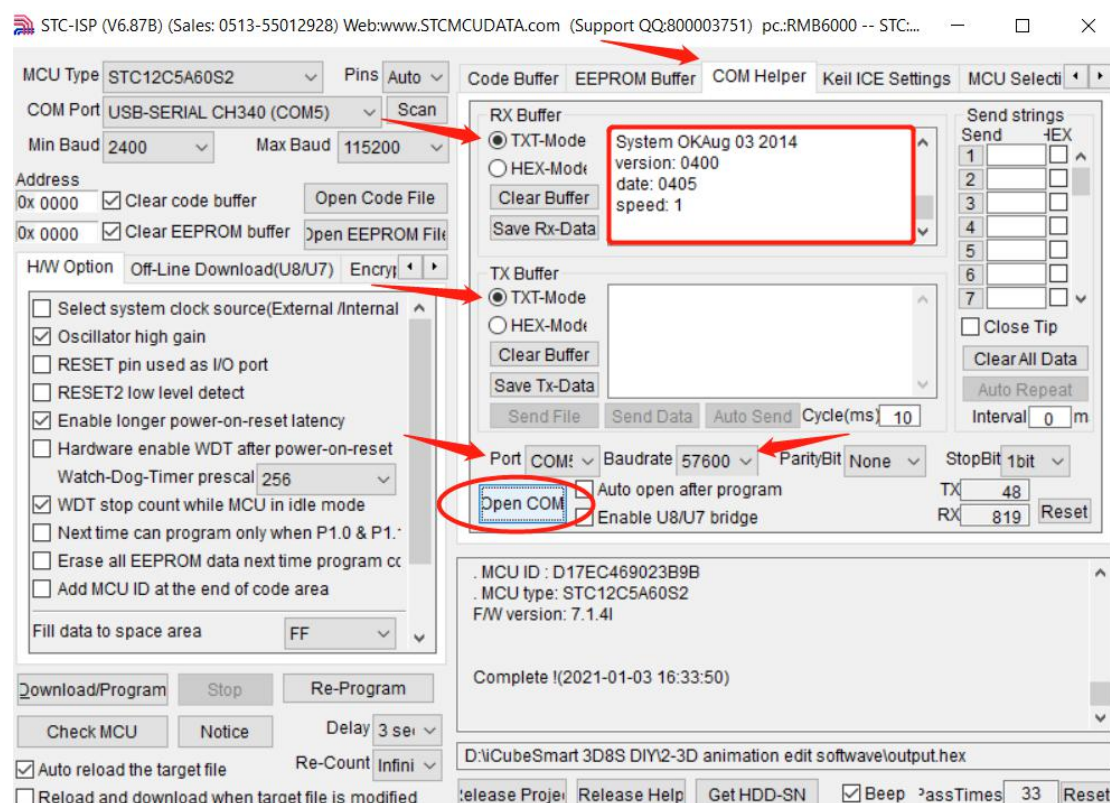 STC-ISP (V6.87B) (Sales: 0513-55012928) Web:www.STCMCUDATA.com (Support QQ:800003751) pc.:RMB6000 -- STC:...
MCU Type STC12C5A60S2 Pins Auto
COM Port USB-SERIAL CH340 (COM5) Scan
Min Baud 2400 Max Baud 115200
Address
0x 0000 Clear code buffer Open Code File
0x 0000 Clear EEPROM buffer Open EEPROM File
H/W Option Off-Line Download(U8/U7) Encry
Select system clock source(External /Internal
Oscillator high gain
RESET pin used as I/O port
RESET2 low level detect
Enable longer power-on-reset latency
Hardware enable WDT after power-on-reset
Watch-Dog-Timer prescal 256
WDT stop count while MCU in idle mode
Next time can program only when P1.0 & P1.
Erase all EEPROM data next time program cc
Add MCU ID at the end of code area
Fill data to space area FF
Download/Program Stop Re-Program
Check MCU Notice Delay 3 se
Auto reload the target file Re-Count Infini
Reload and download when target file is modified
Code Buffer EEPROM Buffer COM Helper Keil ICE Settings MCU Selecti
RX Buffer
TXT-Mode
HEX-Mode
Clear Buffer
Save Rx-Data
System OKAug 03 2014
version: 0400
date: 0405
speed: 1
Send strings
Send HEX
1
2
3
4
5
6
7
Close Tip
Clear All Data
Auto Repeat
Interval 0 m
TX Buffer
TXT-Mode
HEX-Mode
Clear Buffer
Save Tx-Data
Send File Send Data Auto Send Cycle(ms) 10
Port COM5 Baudrate 57600 ParityBit None StopBit 1bit
Open COM Auto open after program TX 48
Enable U8/U7 bridge RX 819 Reset
. MCU ID : D17EC469023B9B
. MCU type: STC12C5A60S2
F/W version: 7.1.4I
Complete !(2021-01-03 16:33:50)
D:\iCubeSmart 3D8S DIY\2-3D animation edit softwave\output.hex
Release Projec Release Help Get HDD-SN Beep PassTimes 33 Reset